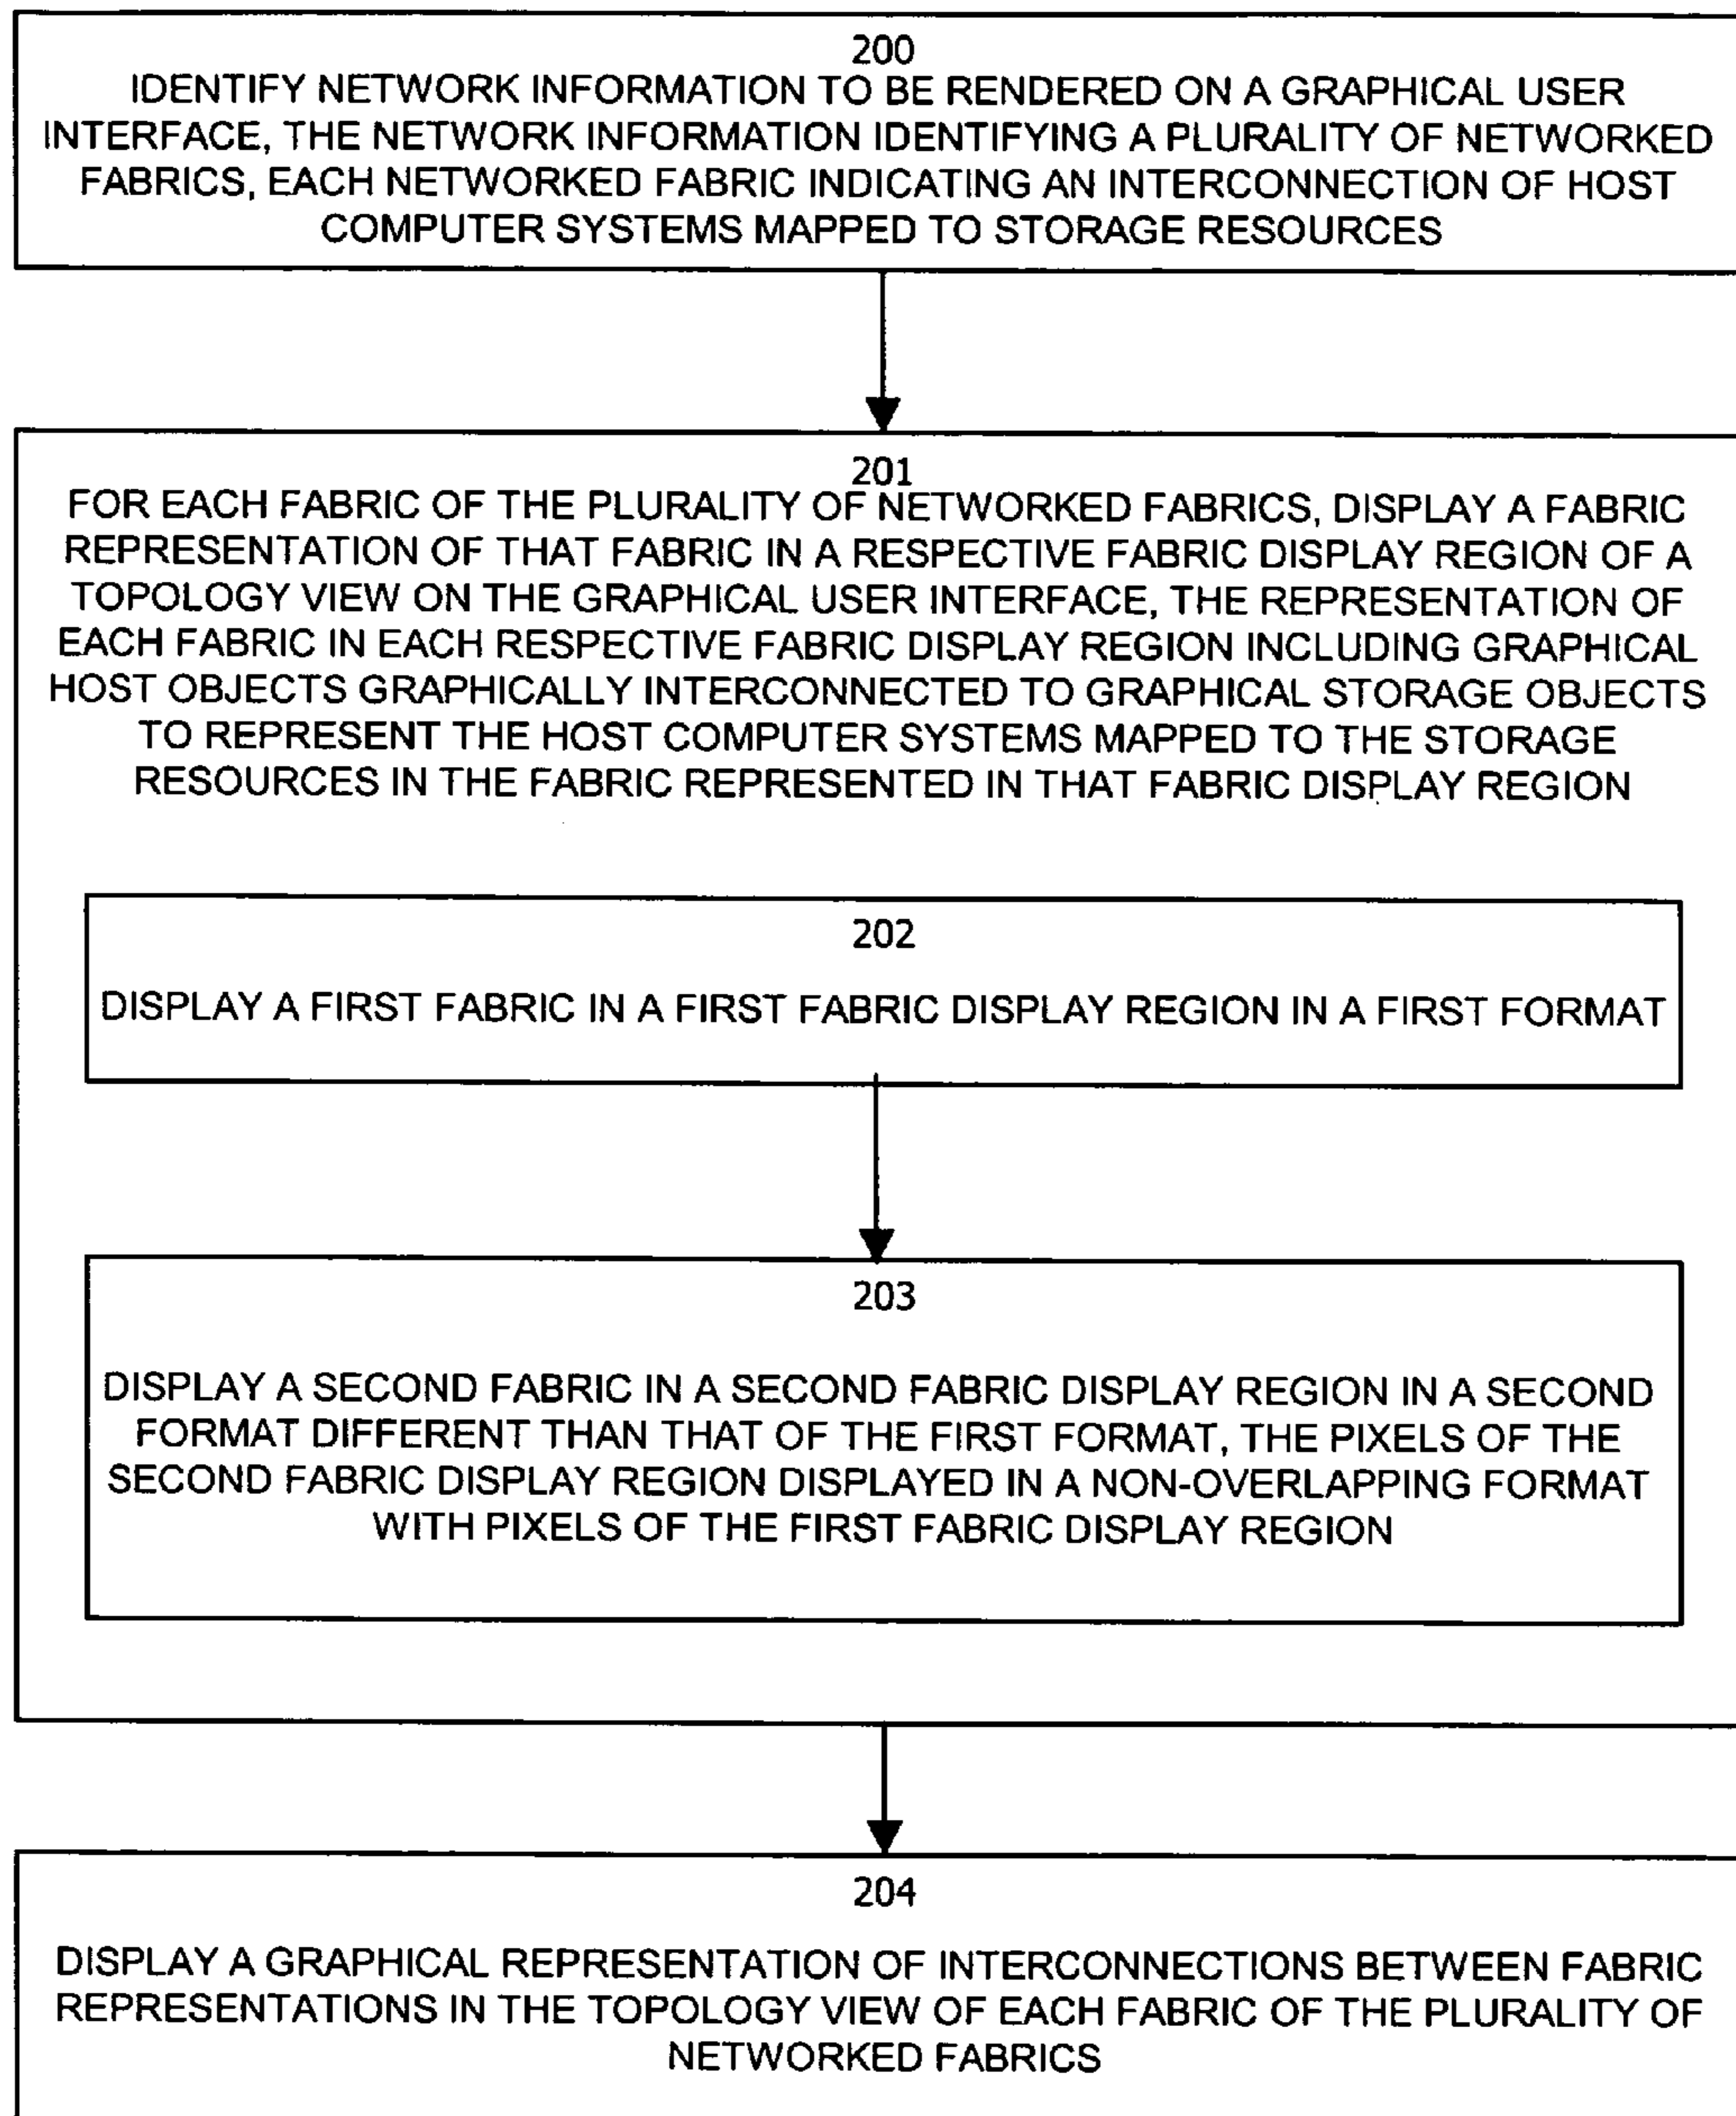 200
IDENTIFY NETWORK INFORMATION TO BE RENDERED ON A GRAPHICAL USER
INTERFACE, THE NETWORK INFORMATION IDENTIFYING A PLURALITY OF NETWORKED
FABRICS, EACH NETWORKED FABRIC INDICATING AN INTERCONNECTION OF HOST
COMPUTER SYSTEMS MAPPED TO STORAGE RESOURCES
201
FOR EACH FABRIC OF THE PLURALITY OF NETWORKED FABRICS, DISPLAY A FABRIC
REPRESENTATION OF THAT FABRIC IN A RESPECTIVE FABRIC DISPLAY REGION OF A
TOPOLOGY VIEW ON THE GRAPHICAL USER INTERFACE, THE REPRESENTATION OF
EACH FABRIC IN EACH RESPECTIVE FABRIC DISPLAY REGION INCLUDING GRAPHICAL
HOST OBJECTS GRAPHICALLY INTERCONNECTED TO GRAPHICAL STORAGE OBJECTS
TO REPRESENT THE HOST COMPUTER SYSTEMS MAPPED TO THE STORAGE
RESOURCES IN THE FABRIC REPRESENTED IN THAT FABRIC DISPLAY REGION
202
DISPLAY A FIRST FABRIC IN A FIRST FABRIC DISPLAY REGION IN A FIRST FORMAT
203
DISPLAY A SECOND FABRIC IN A SECOND FABRIC DISPLAY REGION IN A SECOND
FORMAT DIFFERENT THAN THAT OF THE FIRST FORMAT, THE PIXELS OF THE
SECOND FABRIC DISPLAY REGION DISPLAYED IN A NON-OVERLAPPING FORMAT
WITH PIXELS OF THE FIRST FABRIC DISPLAY REGION
204
DISPLAY A GRAPHICAL REPRESENTATION OF INTERCONNECTIONS BETWEEN FABRIC
REPRESENTATIONS IN THE TOPOLOGY VIEW OF EACH FABRIC OF THE PLURALITY OF
NETWORKED FABRICS